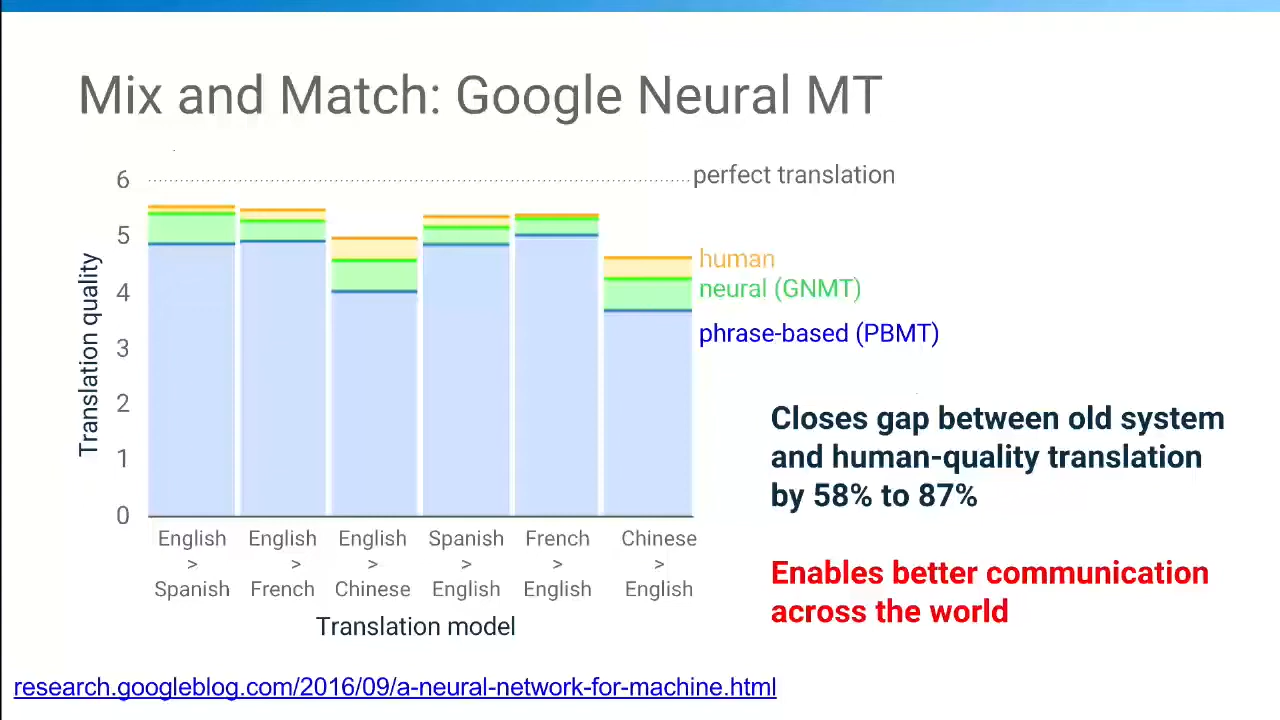 Mix and Match: Google Neural MT
6
perfect translation
5
human
4
neural (GNMT)
phrase-based (PBMT)
3
2
1
0
Translation quality
English > Spanish
English > French
English > Chinese
Spanish > English
French > English
Chinese > English
Translation model
Closes gap between old system
and human-quality translation
by 58% to 87%
Enables better communication
across the world
research.googleblog.com/2016/09/a-neural-network-for-machine.html